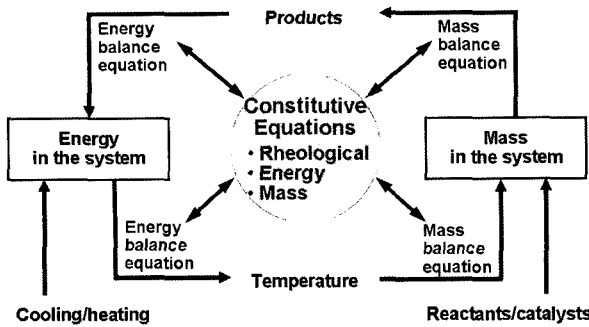 Products
Energy
balance
equation
Mass
balance
equation
Constitutive
Equations
• Rheological
• Energy
• Mass
Energy
in the system
Mass
in the system
Energy
balance
equation
Mass
balance
equation
Temperature
Cooling/heating
Reactants/catalysts